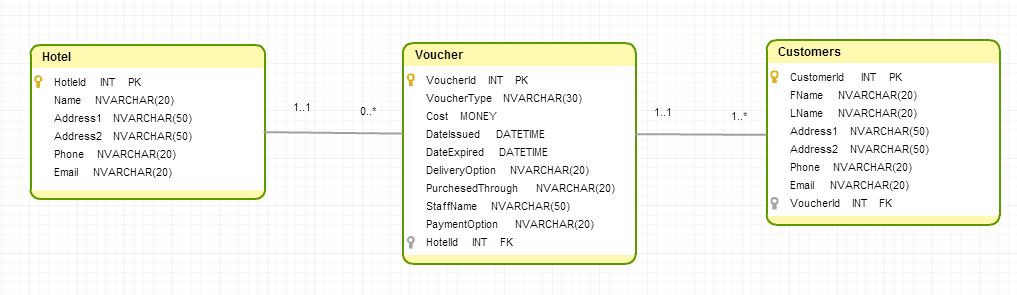 Hotel
HotleId INT PK
Name NVARCHAR(20)
Address1 NVARCHAR(50)
Address2 NVARCHAR(50)
Phone NVARCHAR(20)
Email NVARCHAR(20)
1..1
0..*
Voucher
VoucherId INT PK
VoucherType NVARCHAR(30)
Cost MONEY
DateIssued DATETIME
DateExpired DATETIME
DeliveryOption NVARCHAR(20)
PurchesedThrough NVARCHAR(20)
StaffName NVARCHAR(50)
PaymentOption NVARCHAR(20)
HotelId INT FK
1..1
1..*
Customers
CustomerId INT PK
FName NVARCHAR(20)
LName NVARCHAR(20)
Address1 NVARCHAR(50)
Address2 NVARCHAR(50)
Phone NVARCHAR(20)
Email NVARCHAR(20)
VoucherId INT FK